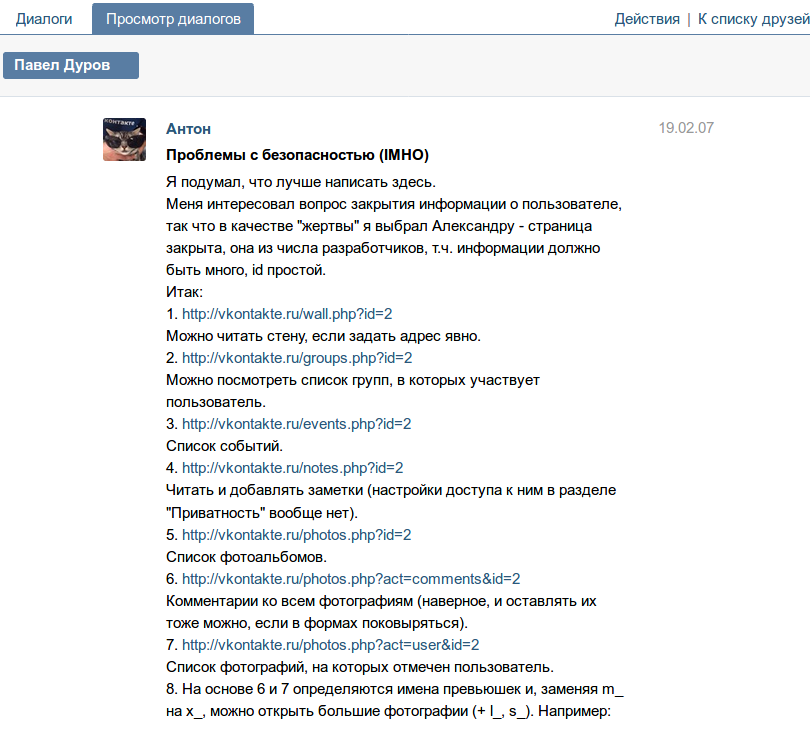 Диалоги Просмотр диалогов Действия | К списку друзей
Павел Дуров
КОНТАКТЕ
Антон 19.02.07
Проблемы с безопасностью (IMHO)
Я подумал, что лучше написать здесь.
Меня интересовал вопрос закрытия информации о пользователе,
так что в качестве "жертвы" я выбрал Александру - страница
закрыта, она из числа разработчиков, т.ч. информации должно
быть много, id простой.
Итак:
1. http://vkontakte.ru/wall.php?id=2
Можно читать стену, если задать адрес явно.
2. http://vkontakte.ru/groups.php?id=2
Можно посмотреть список групп, в которых участвует
пользователь.
3. http://vkontakte.ru/events.php?id=2
Список событий.
4. http://vkontakte.ru/notes.php?id=2
Читать и добавлять заметки (настройки доступа к ним в разделе
"Приватность" вообще нет).
5. http://vkontakte.ru/photos.php?id=2
Список фотоальбомов.
6. http://vkontakte.ru/photos.php?act=comments&id=2
Комментарии ко всем фотографиям (наверное, и оставлять их
тоже можно, если в формах поковыряться).
7. http://vkontakte.ru/photos.php?act=user&id=2
Список фотографий, на которых отмечен пользователь.
8. На основе 6 и 7 определяются имена превьюшек и, заменяя m_
на x_, можно открыть большие фотографии (+ l_, s_). Например: